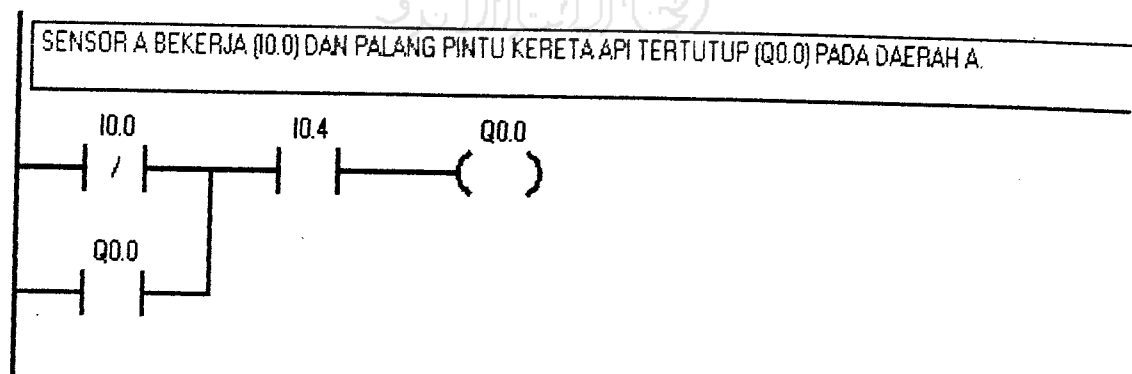 SENSOR A BEKERJA (I0.0) DAN PALANG PINTU KERETA API TERTUTUP (Q0.0) PADA DAERAH A.
I0.0 I0.4 Q0.0
/
Q0.0